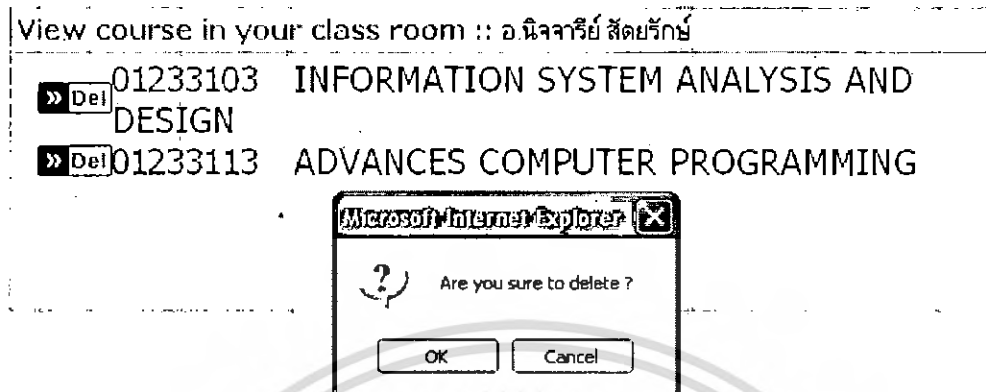 View course in your class room :: อ.นิจจารีย์ สัดยรักษ์
» Del 01233103 INFORMATION SYSTEM ANALYSIS AND
DESIGN
» Del 01233113 ADVANCES COMPUTER PROGRAMMING
Microsoft Internet Explorer
Are you sure to delete ?
OK Cancel